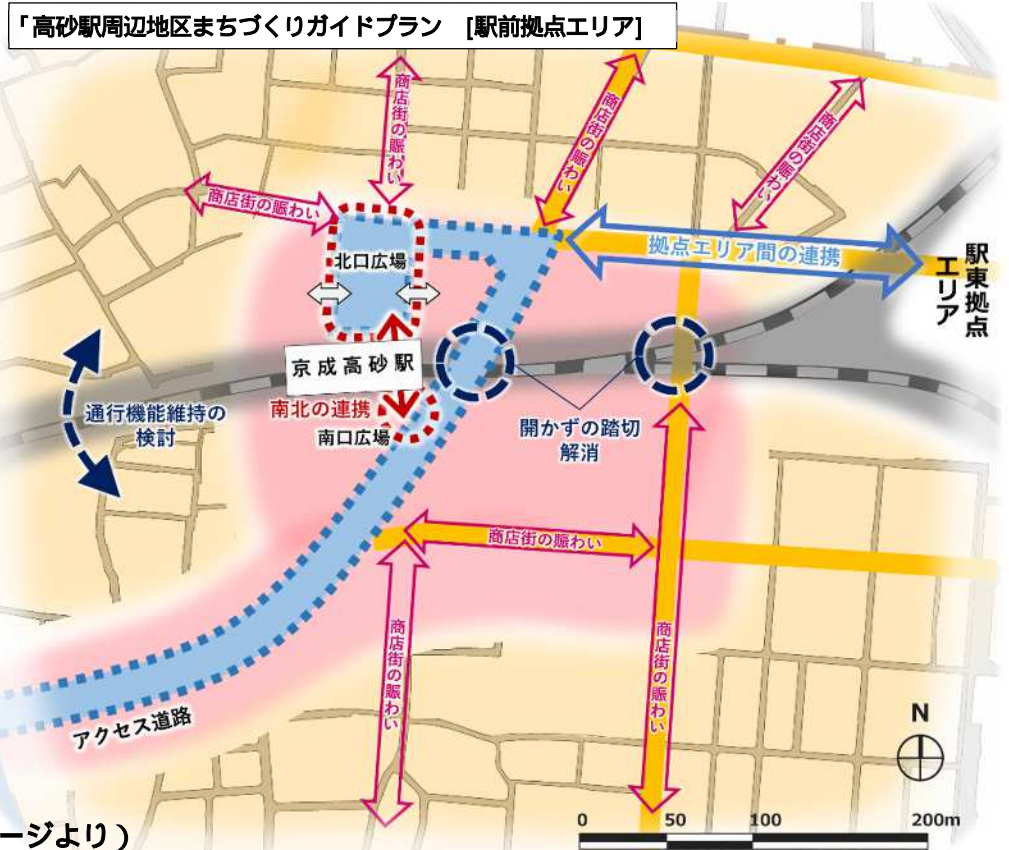 「高砂駅周辺地区まちづくりガイドプラン [駅前拠点エリア]
商店街の賑わい
商店街の賑わい
商店街の賑わい
商店街の賑わい
北口広場
拠点エリア間の連携
駅東拠点
エリア
京成高砂駅
南北の連携
南口広場
通行機能維持の
検討
開かずの踏切
解消
商店街の賑わい
商店街の賑わい
商店街の賑わい
アクセス道路
N
0 50 100 200m
ージより)